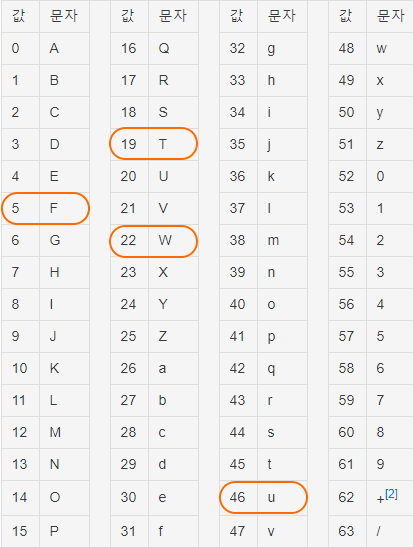 값 문자 값 문자 값 문자 값 문자
0 A 16 Q 32 g 48 w
1 B 17 R 33 h 49 x
2 C 18 S 34 i 50 y
3 D 19 T 35 j 51 z
4 E 20 U 36 k 52 0
5 F 21 V 37 l 53 1
6 G 22 W 38 m 54 2
7 H 23 X 39 n 55 3
8 I 24 Y 40 o 56 4
9 J 25 Z 41 p 57 5
10 K 26 a 42 q 58 6
11 L 27 b 43 r 59 7
12 M 28 c 44 s 60 8
13 N 29 d 45 t 61 9
14 O 30 e 46 u 62 +[2]
15 P 31 f 47 v 63 /